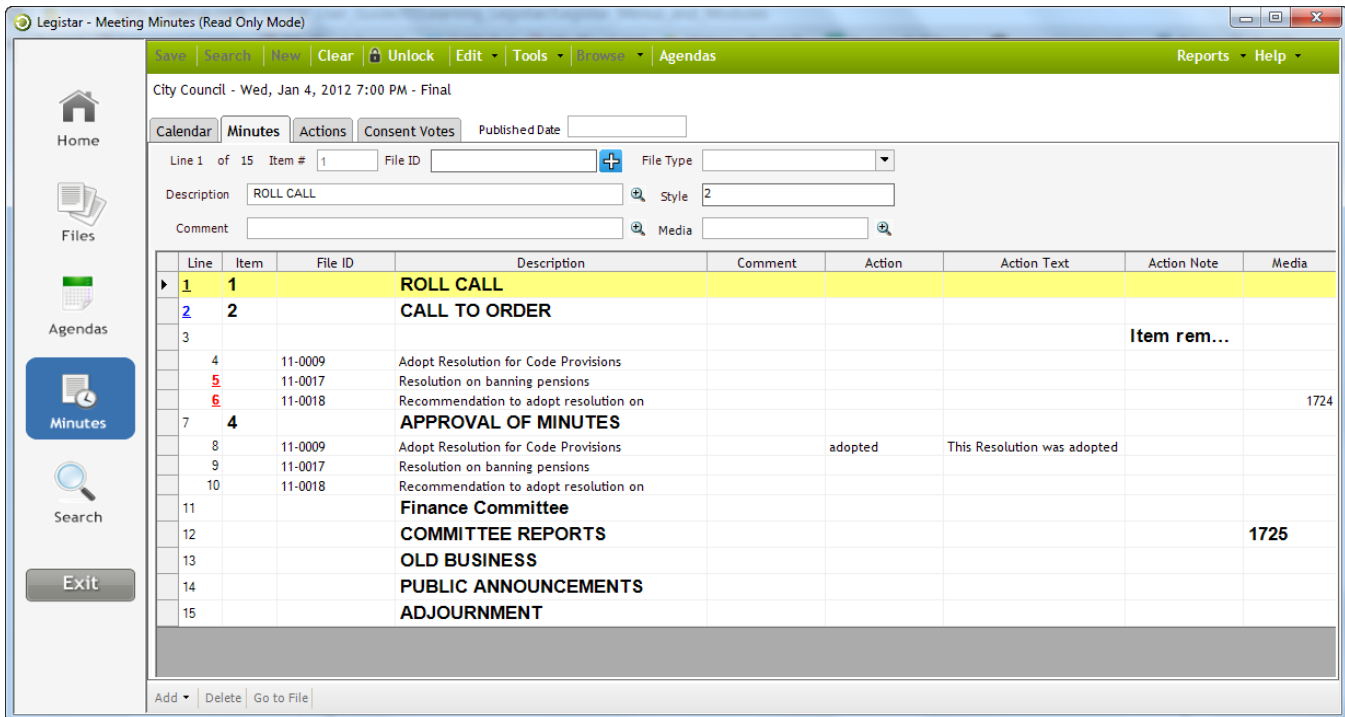 Legistar - Meeting Minutes (Read Only Mode)
Save Search New Clear Unlock Edit Tools Browse Agendas Reports Help
City Council - Wed, Jan 4, 2012 7:00 PM - Final
Home
Files
Agendas
Minutes
Search
Exit
Calendar Minutes Actions Consent Votes Published Date
Line 1 of 15 Item # 1 File ID File Type
Description ROLL CALL Style 2
Comment Media
Line Item File ID Description Comment Action Action Text Action Note Media
1 1 ROLL CALL
2 2 CALL TO ORDER
3 Item rem...
4 11-0009 Adopt Resolution for Code Provisions
5 11-0017 Resolution on banning pensions
6 11-0018 Recommendation to adopt resolution on 1724
7 4 APPROVAL OF MINUTES
8 11-0009 Adopt Resolution for Code Provisions adopted This Resolution was adopted
9 11-0017 Resolution on banning pensions
10 11-0018 Recommendation to adopt resolution on
11 Finance Committee
12 COMMITTEE REPORTS 1725
13 OLD BUSINESS
14 PUBLIC ANNOUNCEMENTS
15 ADJOURNMENT
Add Delete Go to File